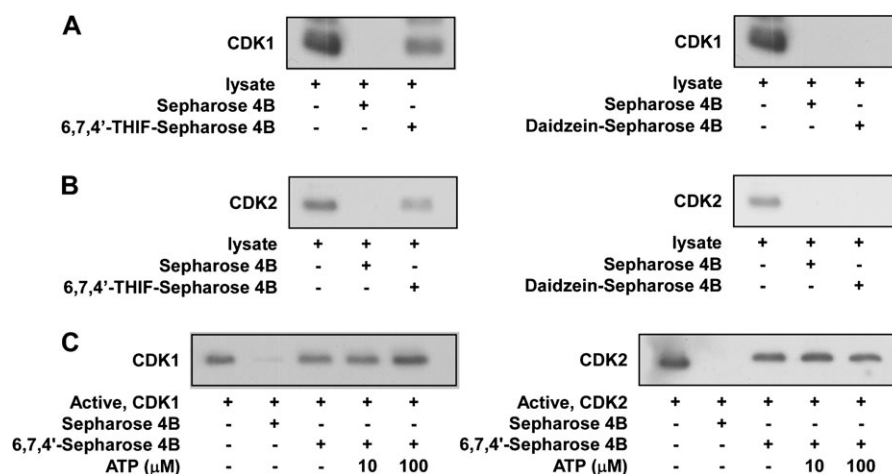 A
CDK1
lysate + + +
Sepharose 4B - + -
6,7,4'-THIF-Sepharose 4B - - +
CDK1
lysate + + +
Sepharose 4B - + -
Daidzein-Sepharose 4B - - +
B
CDK2
lysate + + +
Sepharose 4B - + -
6,7,4'-THIF-Sepharose 4B - - +
CDK2
lysate + + +
Sepharose 4B - + -
Daidzein-Sepharose 4B - - +
C
CDK1
Active, CDK1 + + + + +
Sepharose 4B - + - - -
6,7,4'-Sepharose 4B - - + + +
ATP (μM) - - - 10 100
CDK2
Active, CDK2 + + + + +
Sepharose 4B - + - - -
6,7,4'-Sepharose 4B - - + + +
ATP (μM) - - - 10 100